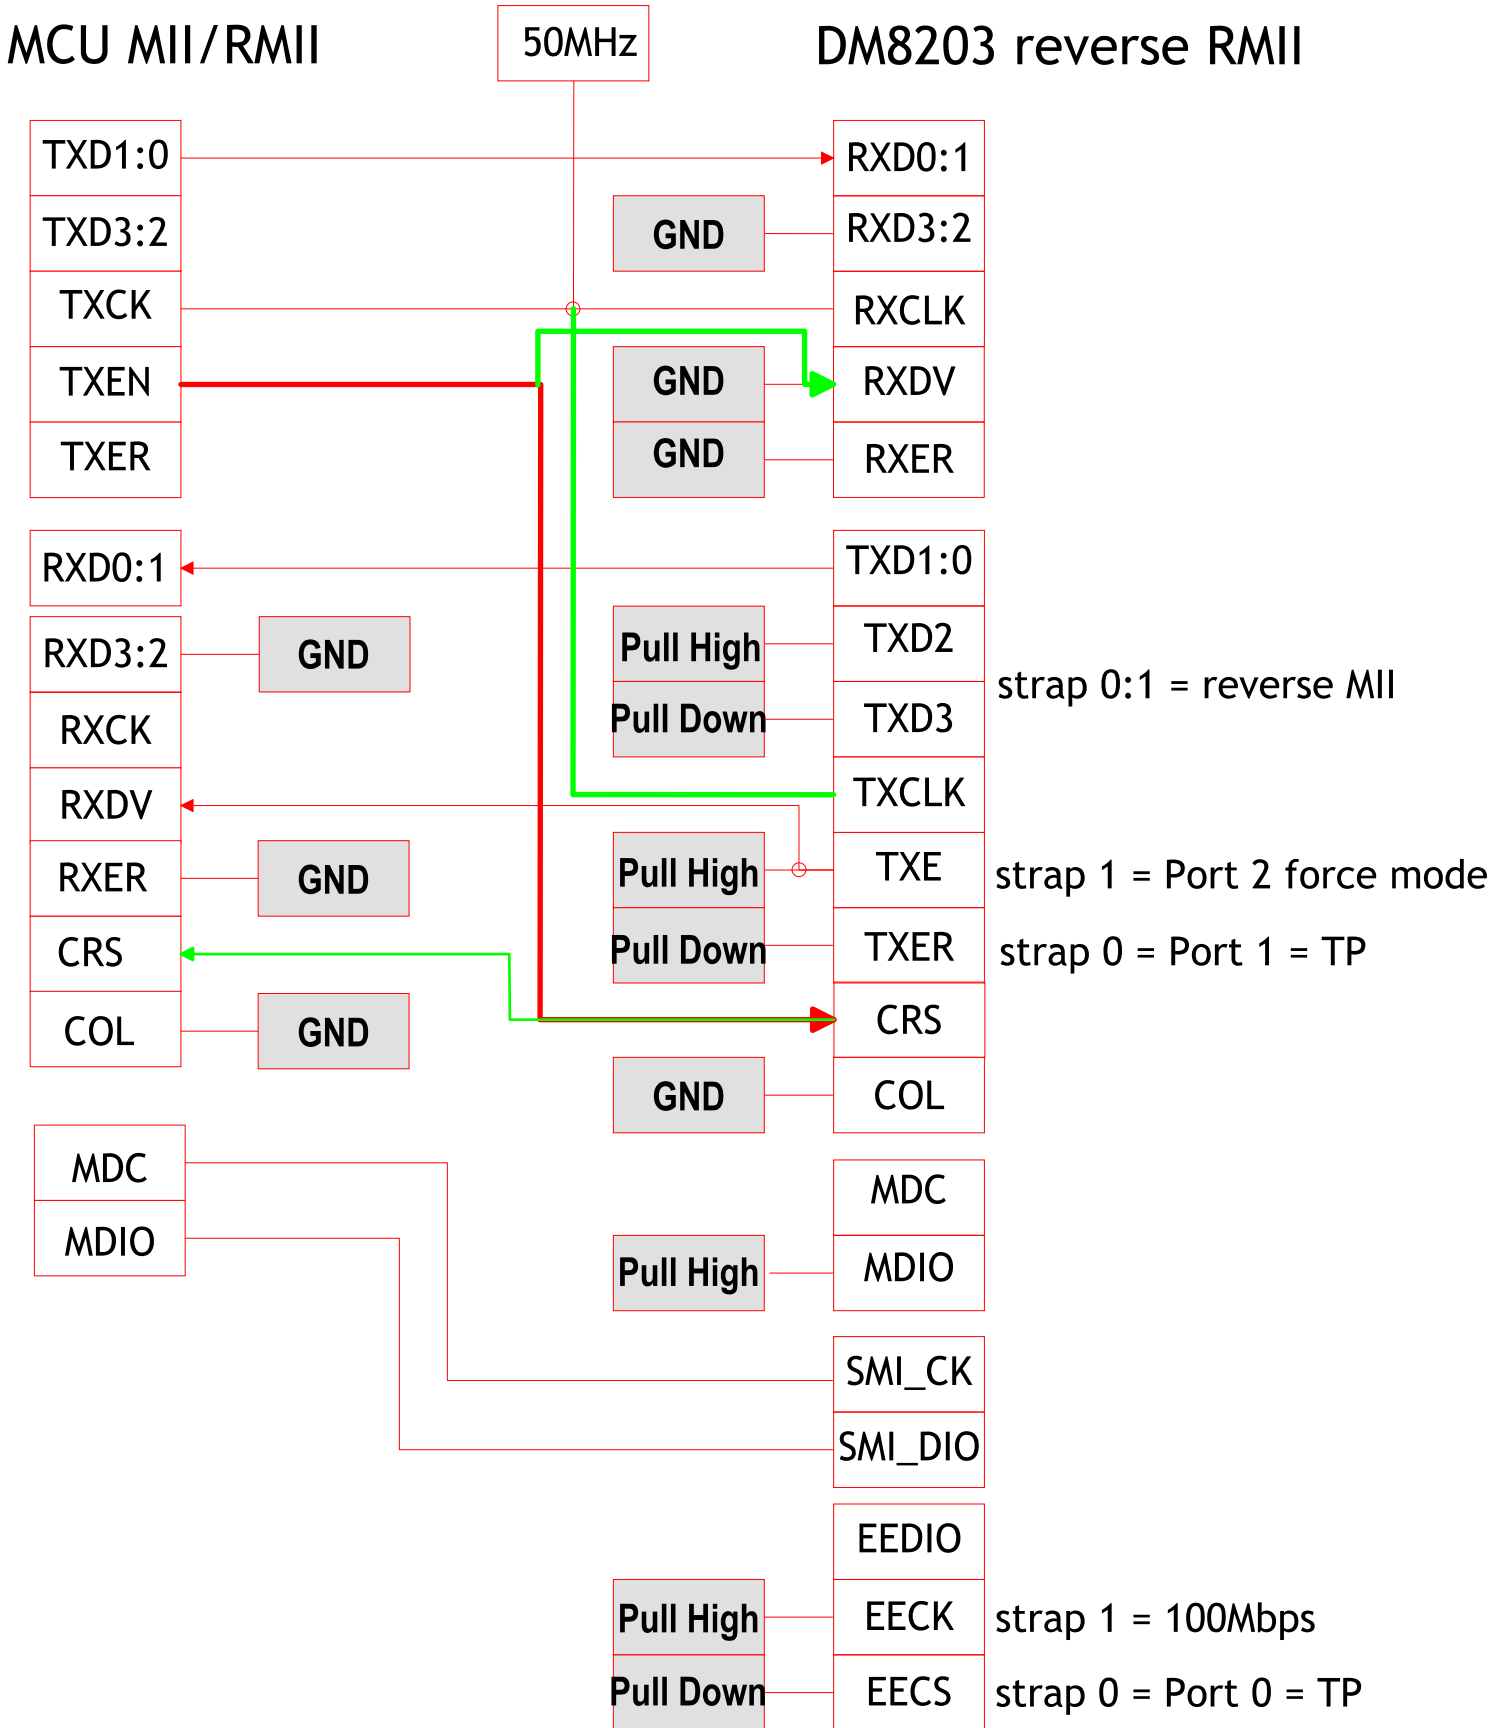 MCU MII/RMII
50MHz
DM8203 reverse RMII
TXD1:0
RXD0:1
TXD3:2
GND
RXD3:2
TXCK
RXCLK
TXEN
GND
RXDV
TXER
GND
RXER
RXD0:1
TXD1:0
RXD3:2
GND
Pull High
TXD2
strap 0:1 = reverse MII
RXCK
Pull Down
TXD3
RXDV
TXCLK
RXER
GND
Pull High
TXE
strap 1 = Port 2 force mode
CRS
Pull Down
TXER
strap 0 = Port 1 = TP
COL
GND
CRS
GND
COL
MDC
MDC
MDIO
Pull High
MDIO
SMI_CK
SMI_DIO
EEDIO
Pull High
EECK
strap 1 = 100Mbps
Pull Down
EECS
strap 0 = Port 0 = TP